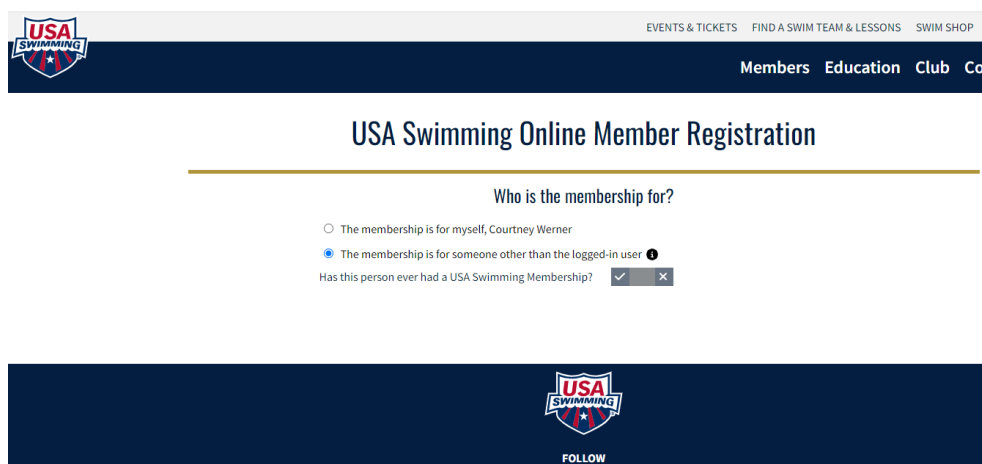 USA
SWIMMING
EVENTS & TICKETS FIND A SWIM TEAM & LESSONS SWIM SHOP
Members Education Club Co
USA Swimming Online Member Registration
Who is the membership for?
The membership is for myself, Courtney Werner
The membership is for someone other than the logged-in user
Has this person ever had a USA Swimming Membership?
USA
SWIMMING
FOLLOW